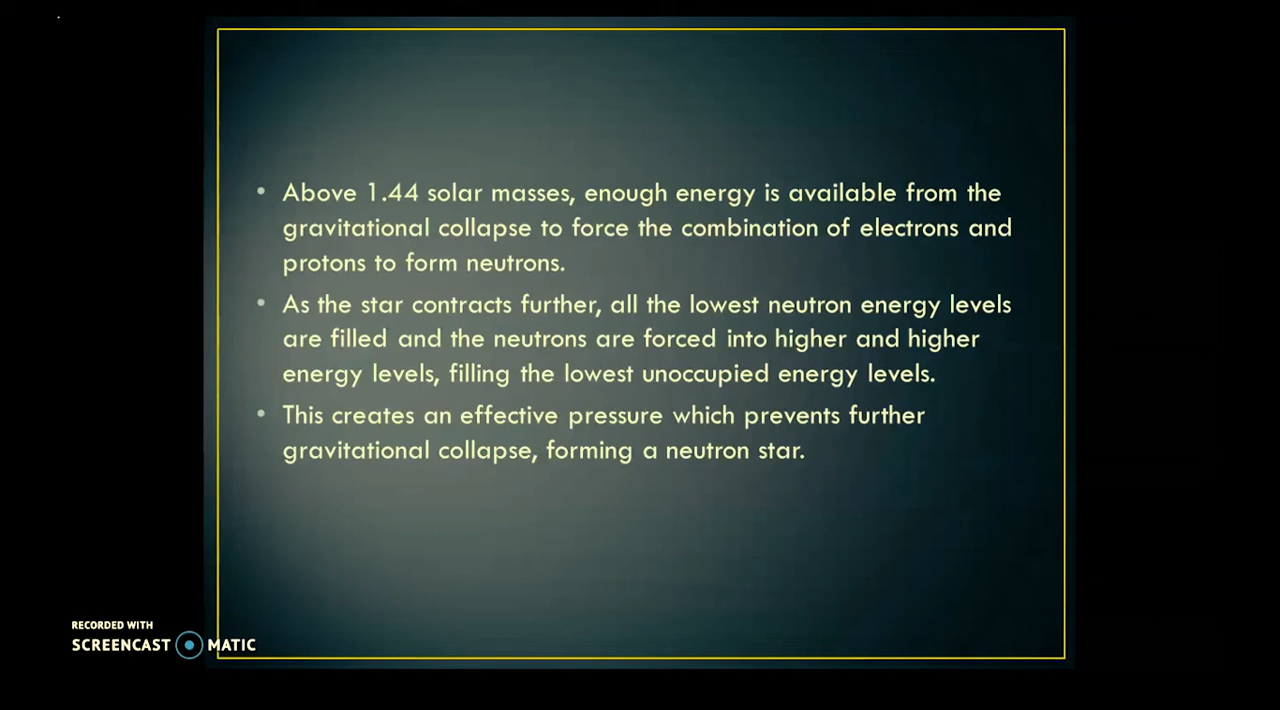 • Above 1.44 solar masses, enough energy is available from the
gravitational collapse to force the combination of electrons and
protons to form neutrons.
• As the star contracts further, all the lowest neutron energy levels
are filled and the neutrons are forced into higher and higher
energy levels, filling the lowest unoccupied energy levels.
• This creates an effective pressure which prevents further
gravitational collapse, forming a neutron star.
RECORDED WITH
SCREENCAST MATIC